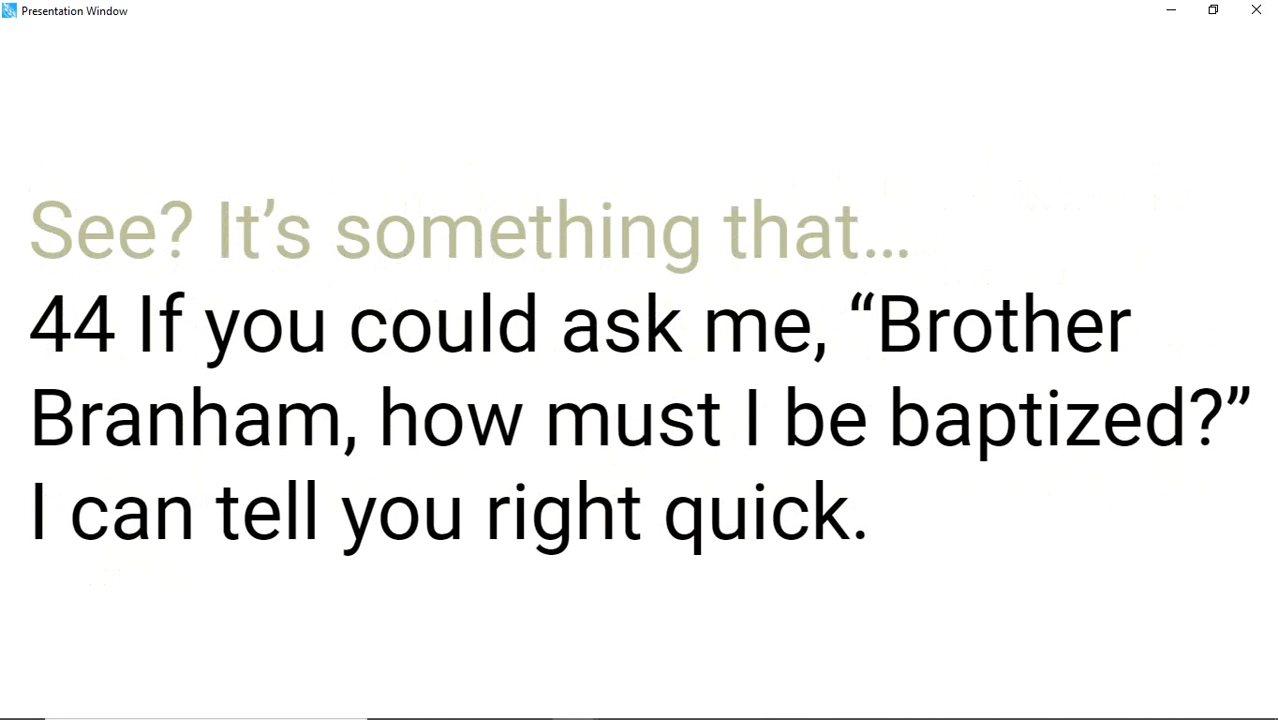 Presentation Window
See? It’s something that…
44 If you could ask me, “Brother
Branham, how must I be baptized?”
I can tell you right quick.